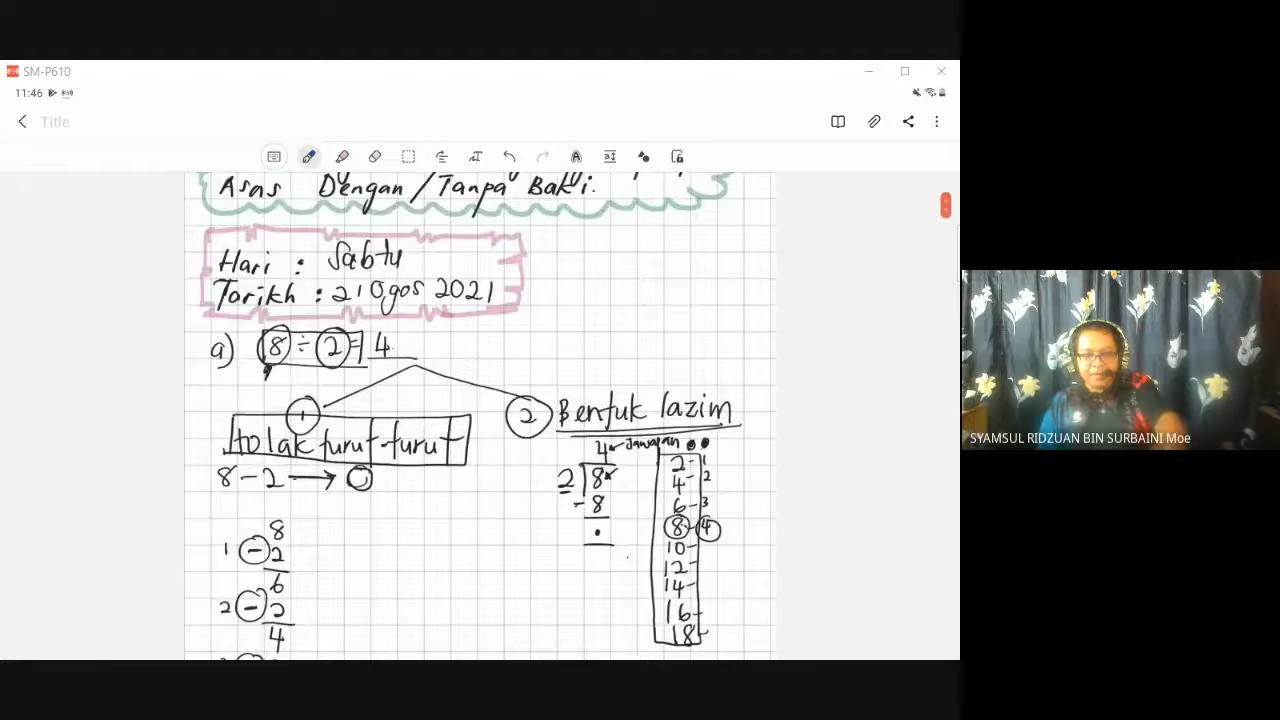 SM-P610
11:46
Title
Asas Dengan / Tanpa Baki.
Hari : Sabtu
Tarikh : 21 Ogos 2021
a) 8 ÷ 2 = 4
1
tolak turut-turut
8 - 2 → 0
8
1 - 2
6
2 - 2
4
2 Bentuk lazim
4 ← Jawapan
2 8
- 8
2 - 1
4 - 2
6 - 3
8 - 4
10 -
12 -
14 -
16 -
18 -
SYAMSUL RIDZUAN BIN SURBAINI Moe